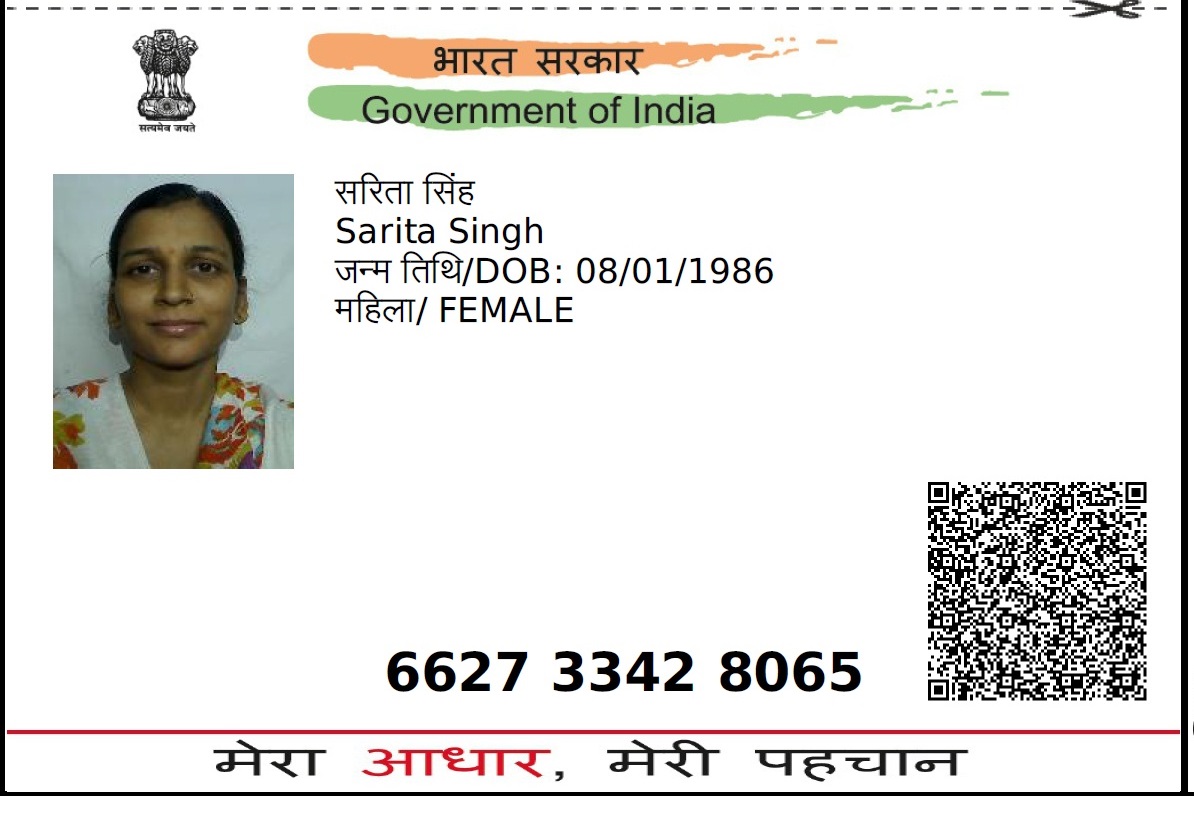 भारत सरकार
Government of India
सत्यमेव जयते
सरिता सिंह
Sarita Singh
जन्म तिथि/DOB: 08/01/1986
महिला/ FEMALE
6627 3342 8065
मेरा आधार, मेरी पहचान